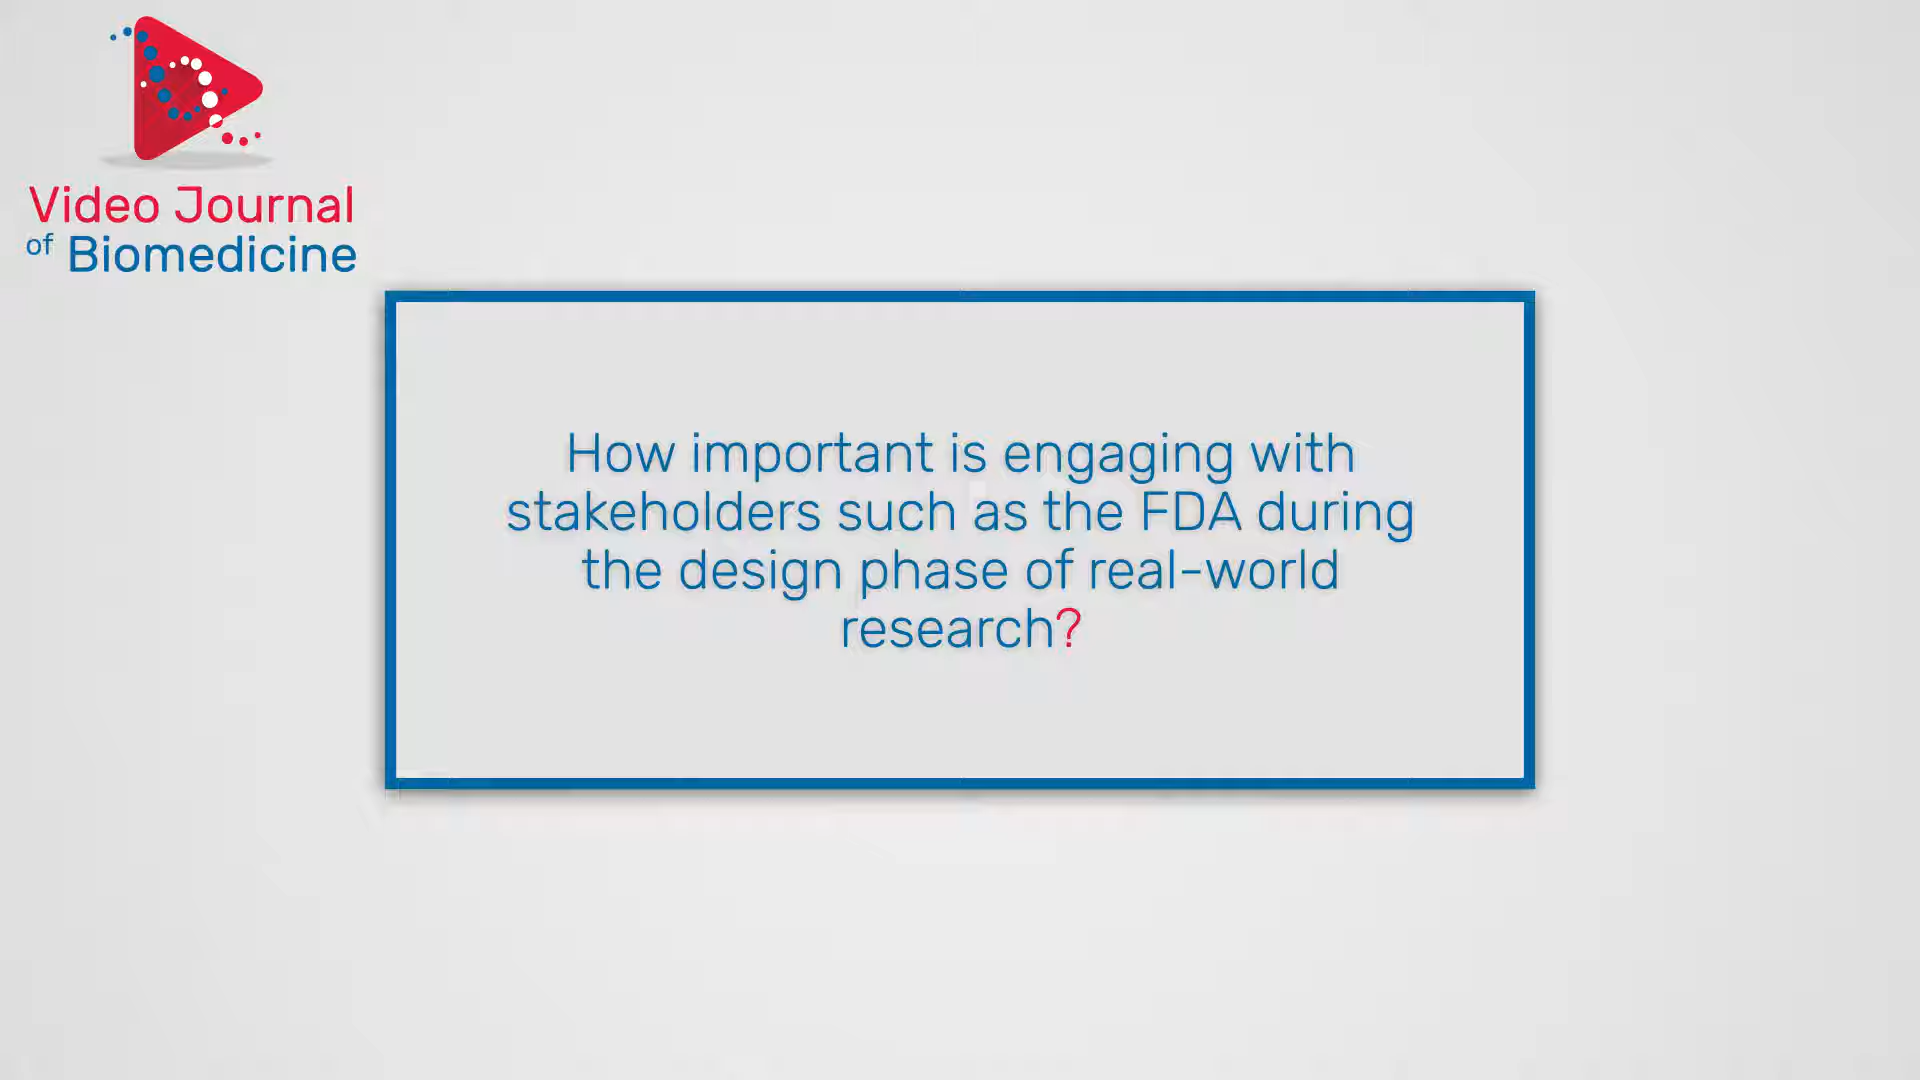 Video Journal
of Biomedicine
How important is engaging with
stakeholders such as the FDA during
the design phase of real-world
research?